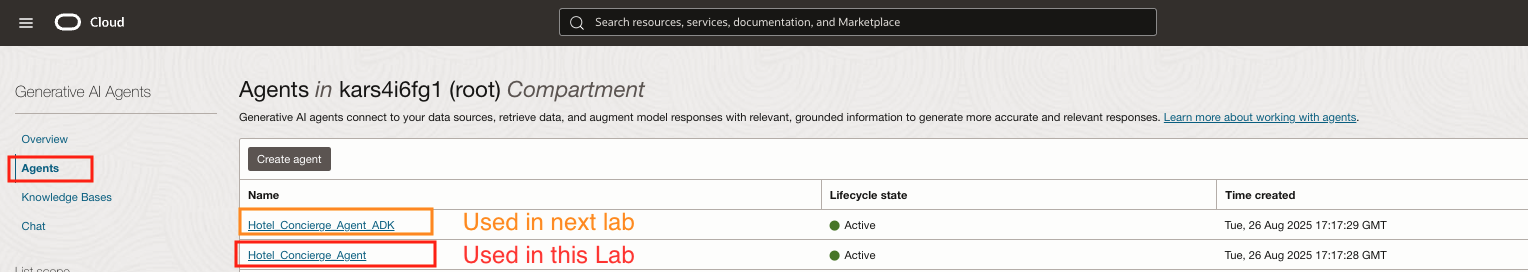 Cloud
Search resources, services, documentation, and Marketplace
Generative AI Agents
Overview
Agents
Knowledge Bases
Chat
List scope
Agents in kars4i6fg1 (root) Compartment
Generative AI agents connect to your data sources, retrieve data, and augment model responses with relevant, grounded information to generate more accurate and relevant responses. Learn more about working with agents.
Create agent
Name Lifecycle state Time created
Hotel_Concierge_Agent_ADK Used in next lab Active Tue, 26 Aug 2025 17:17:29 GMT
Hotel_Concierge_Agent Used in this Lab Active Tue, 26 Aug 2025 17:17:28 GMT